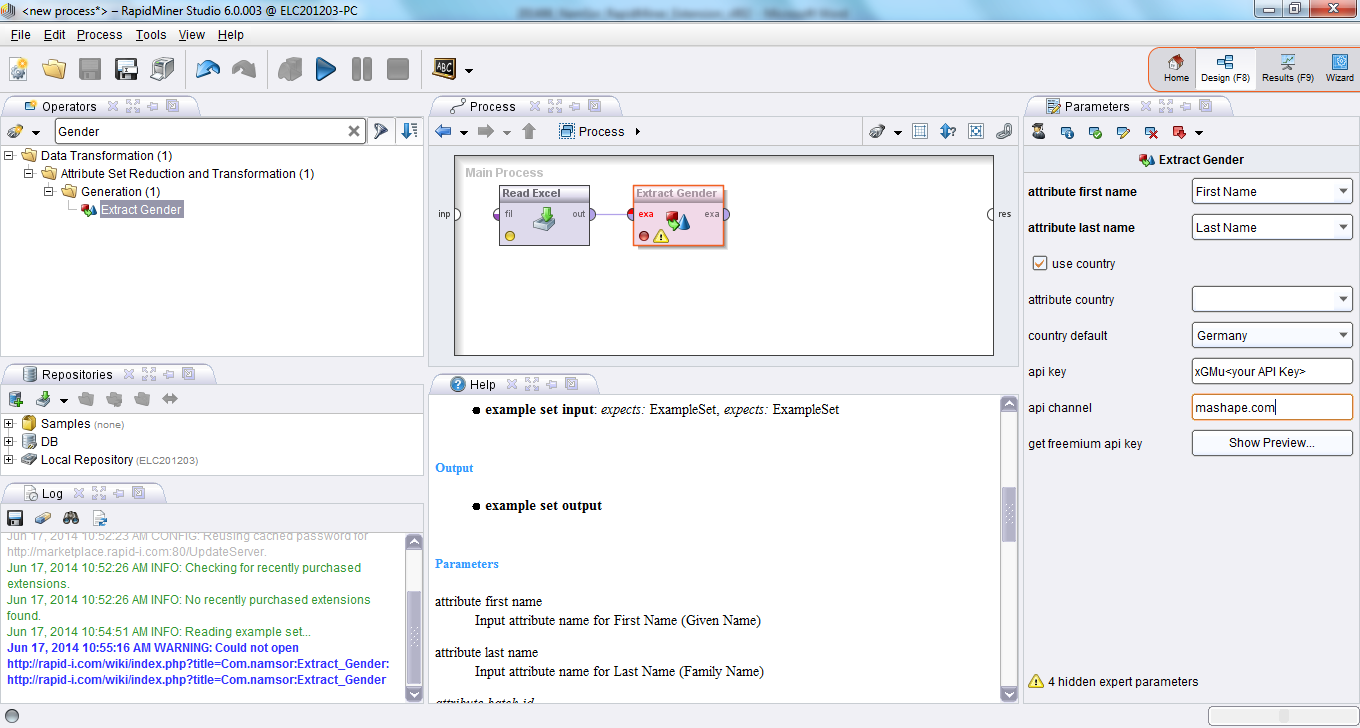 <new process*> – RapidMiner Studio 6.0.003 @ ELC201203-PC
File Edit Process Tools View Help
ABC
Home
Design (F8)
Results (F9)
Wizard
Operators
Gender
Data Transformation (1)
Attribute Set Reduction and Transformation (1)
Generation (1)
Extract Gender
Repositories
Samples (none)
DB
Local Repository (ELC201203)
Log
Jun 17, 2014 10:52:23 AM CONFIG: Reusing cached password for
http://marketplace.rapid-i.com:80/UpdateServer.
Jun 17, 2014 10:52:26 AM INFO: Checking for recently purchased
extensions.
Jun 17, 2014 10:52:26 AM INFO: No recently purchased extensions
found.
Jun 17, 2014 10:54:51 AM INFO: Reading example set...
Jun 17, 2014 10:55:16 AM WARNING: Could not open
http://rapid-i.com/wiki/index.php?title=Com.namsor:Extract_Gender:
http://rapid-i.com/wiki/index.php?title=Com.namsor:Extract_Gender
Process
Process
Main Process
inp
Read Excel
fil out
Extract Gender
exa exa
res
Help
example set input: expects: ExampleSet, expects: ExampleSet
Output
example set output
Parameters
attribute first name
Input attribute name for First Name (Given Name)
attribute last name
Input attribute name for Last Name (Family Name)
attribute batch id
Parameters
Extract Gender
attribute first name First Name
attribute last name Last Name
use country
attribute country
country default Germany
api key xGMu<your API Key>
api channel mashape.com
get freemium api key Show Preview...
4 hidden expert parameters